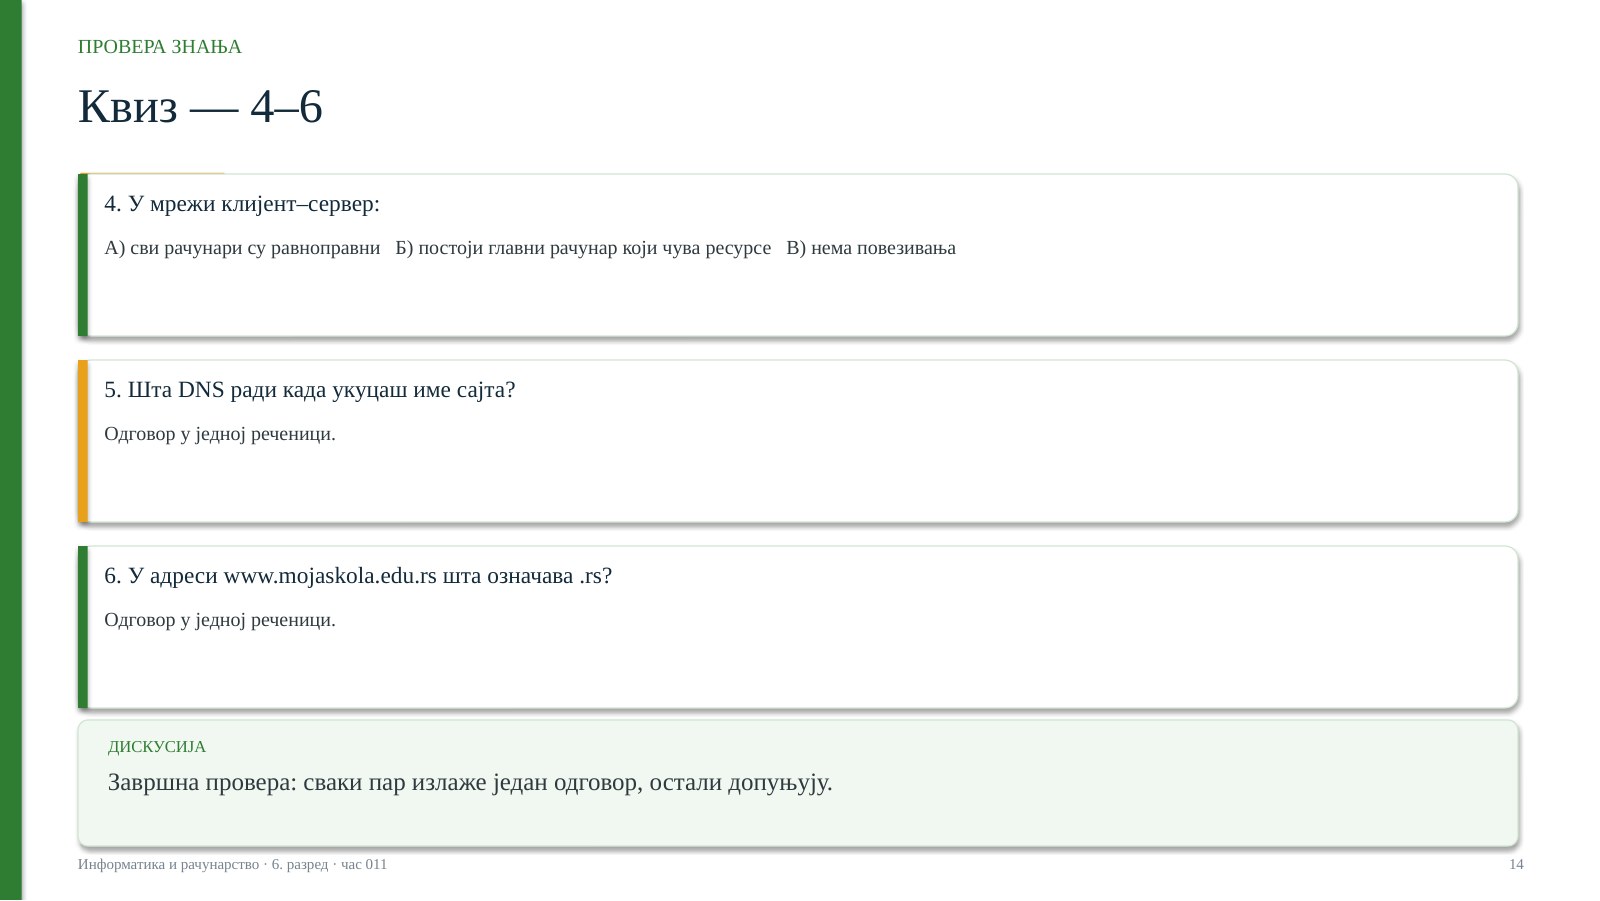 ПРОВЕРА ЗНАЊА
Квиз — 4–6
4. У мрежи клијент–сервер:
А) сви рачунари су равноправни   Б) постоји главни рачунар који чува ресурсе   В) нема повезивања
5. Шта DNS ради када укуцаш име сајта?
Одговор у једној реченици.
6. У адреси www.mojaskola.edu.rs шта означава .rs?
Одговор у једној реченици.
ДИСКУСИЈА
Завршна провера: сваки пар излаже један одговор, остали допуњују.
Информатика и рачунарство · 6. разред · час 011
14